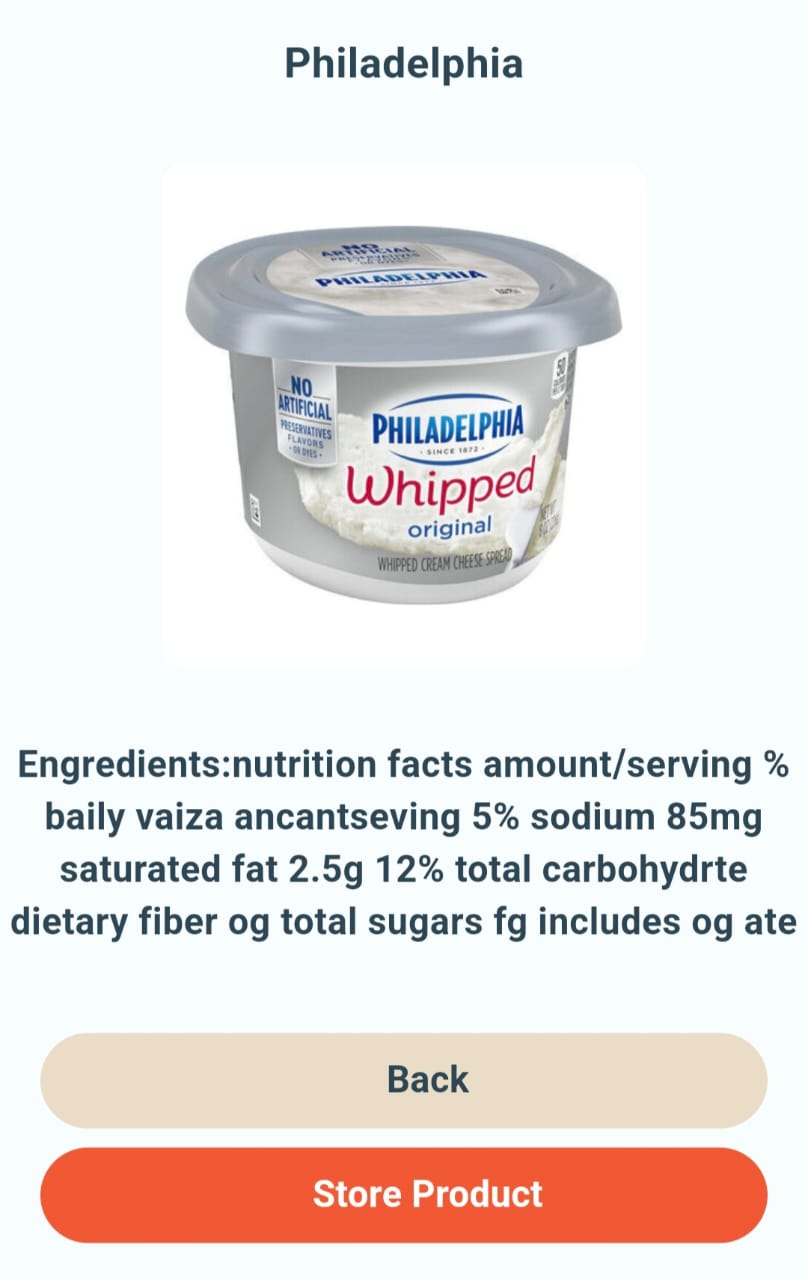 Philadelphia
NO
ARTIFICIAL
PRESERVATIVES
PHILADELPHIA
NO
ARTIFICIAL
PRESERVATIVES
FLAVORS
• OR DYES •
50
PHILADELPHIA
• SINCE 1872 •
Whipped
original
WHIPPED CREAM CHEESE SPREAD
Engredients:nutrition facts amount/serving %
baily vaiza ancantseving 5% sodium 85mg
saturated fat 2.5g 12% total carbohydrte
dietary fiber og total sugars fg includes og ate
Back
Store Product